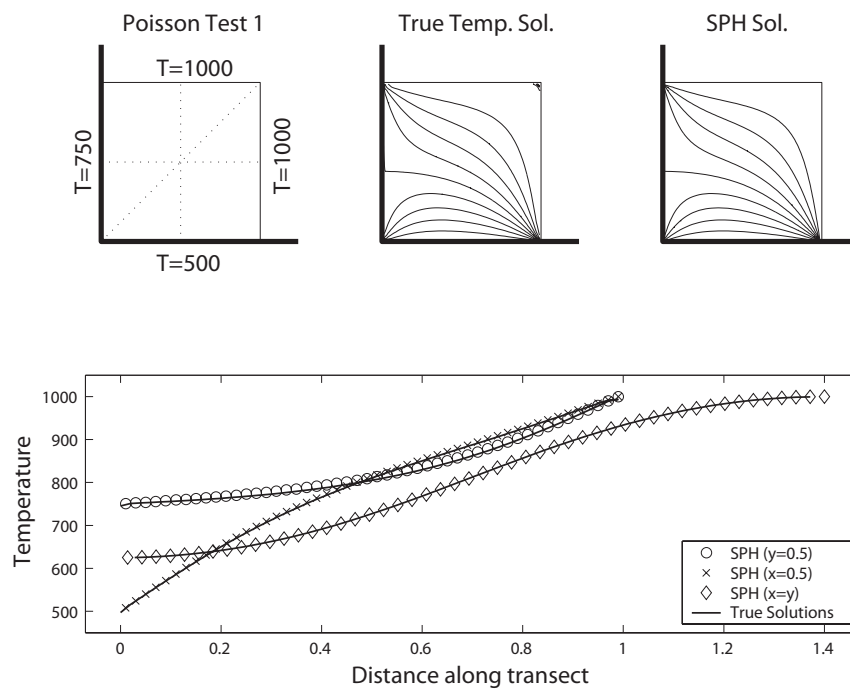 Poisson Test 1
True Temp. Sol.
SPH Sol.
T=1000
T=750
T=1000
T=500
1000
900
800
700
600
500
Temperature
0
0.2
0.4
0.6
0.8
1
1.2
1.4
Distance along transect
SPH (y=0.5)
SPH (x=0.5)
SPH (x=y)
True Solutions